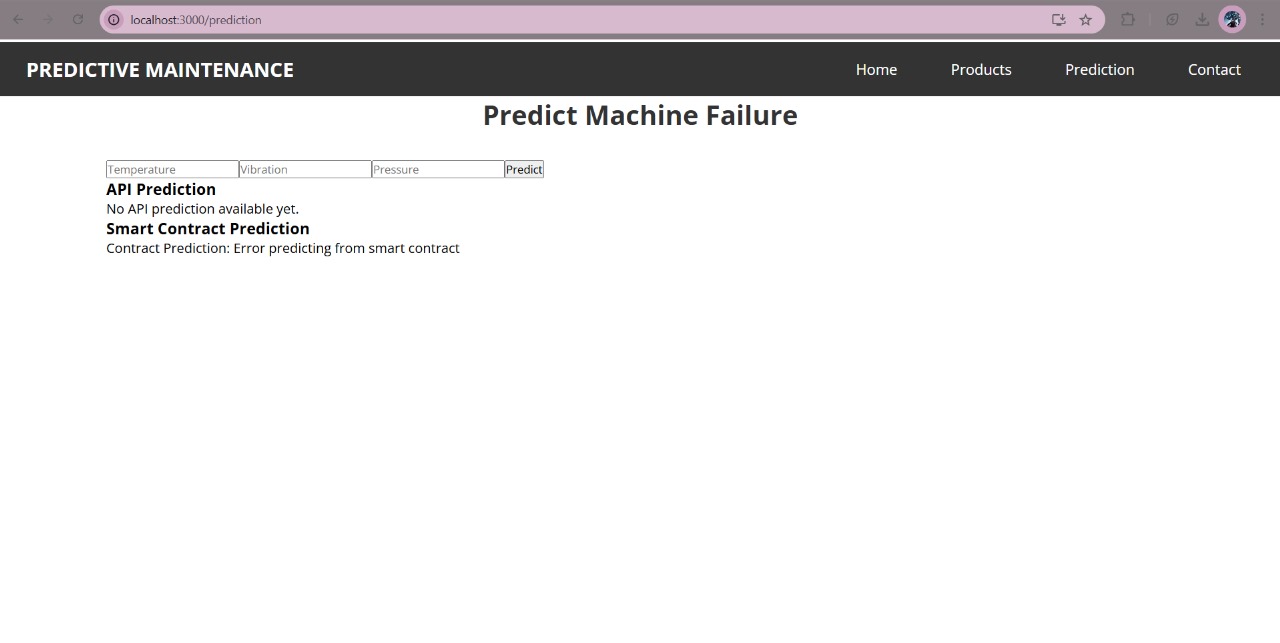 localhost:3000/prediction
PREDICTIVE MAINTENANCE Home Products Prediction Contact
Predict Machine Failure
Temperature Vibration Pressure Predict
API Prediction
No API prediction available yet.
Smart Contract Prediction
Contract Prediction: Error predicting from smart contract